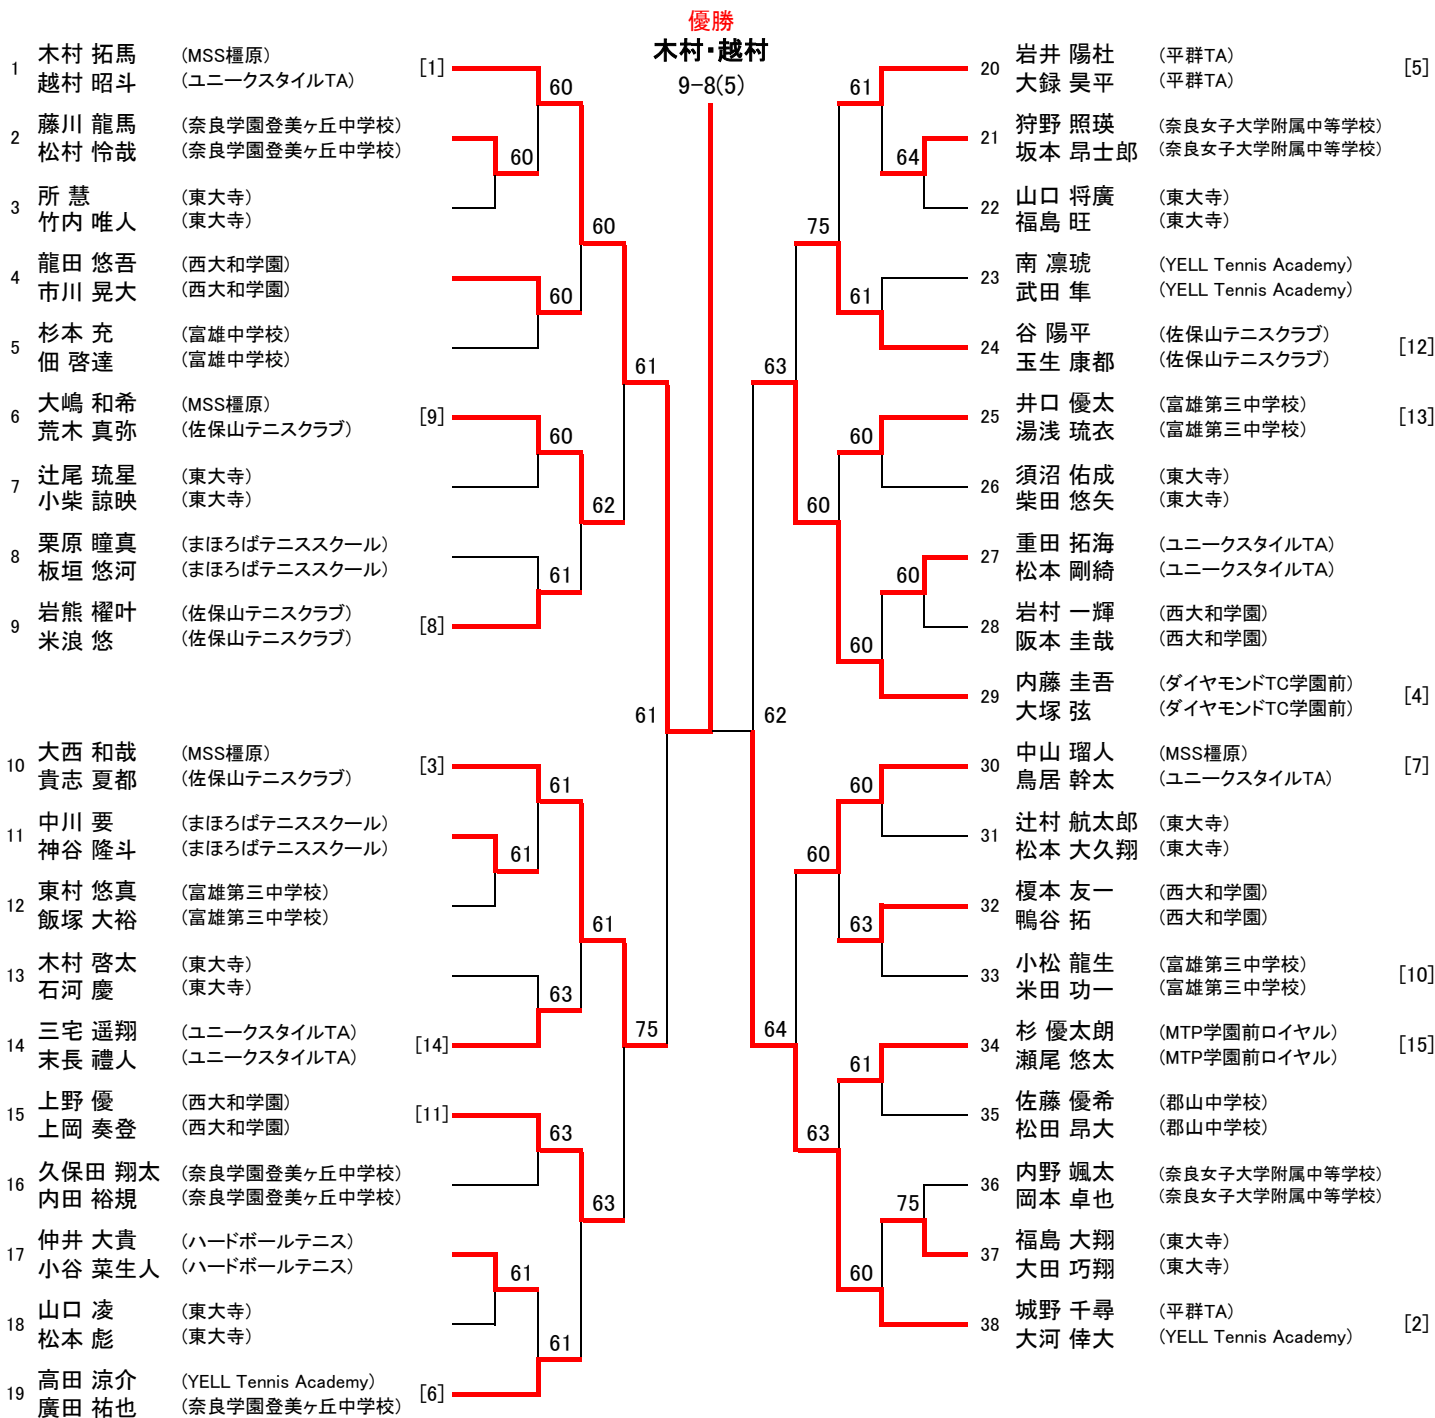 優勝
木村・越村
9-8(5)
1 木村 拓馬 (MSS橿原) [1]
越村 昭斗 (ユニークスタイルTA)
60
2 藤川 龍馬 (奈良学園登美ヶ丘中学校)
松村 怜哉 (奈良学園登美ヶ丘中学校)
60
3 所 慧 (東大寺)
竹内 唯人 (東大寺)
60
4 龍田 悠吾 (西大和学園)
市川 晃大 (西大和学園)
60
5 杉本 充 (富雄中学校)
佃 啓達 (富雄中学校)
61
6 大嶋 和希 (MSS橿原) [9]
荒木 真弥 (佐保山テニスクラブ)
60
7 辻尾 琉星 (東大寺)
小柴 諒映 (東大寺)
62
8 栗原 瞳真 (まほろばテニススクール)
板垣 悠河 (まほろばテニススクール)
61
9 岩熊 櫂叶 (佐保山テニスクラブ) [8]
米浪 悠 (佐保山テニスクラブ)
61
10 大西 和哉 (MSS橿原) [3]
貴志 夏都 (佐保山テニスクラブ)
61
11 中川 要 (まほろばテニススクール)
神谷 隆斗 (まほろばテニススクール)
61
12 東村 悠真 (富雄第三中学校)
飯塚 大裕 (富雄第三中学校)
61
13 木村 啓太 (東大寺)
石河 慶 (東大寺)
63
14 三宅 遥翔 (ユニークスタイルTA) [14]
末長 禮人 (ユニークスタイルTA)
75
15 上野 優 (西大和学園) [11]
上岡 奏登 (西大和学園)
63
16 久保田 翔太 (奈良学園登美ヶ丘中学校)
内田 裕規 (奈良学園登美ヶ丘中学校)
63
17 仲井 大貴 (ハードボールテニス)
小谷 菜生人 (ハードボールテニス)
61
18 山口 凌 (東大寺)
松本 彪 (東大寺)
61
19 高田 涼介 (YELL Tennis Academy) [6]
廣田 祐也 (奈良学園登美ヶ丘中学校)
20 岩井 陽杜 (平群TA) [5]
大録 昊平 (平群TA)
61
21 狩野 照瑛 (奈良女子大学附属中等学校)
坂本 昂士郎 (奈良女子大学附属中等学校)
64
22 山口 将廣 (東大寺)
福島 旺 (東大寺)
75
23 南 凛琥 (YELL Tennis Academy)
武田 隼 (YELL Tennis Academy)
61
24 谷 陽平 (佐保山テニスクラブ) [12]
玉生 康都 (佐保山テニスクラブ)
63
25 井口 優太 (富雄第三中学校) [13]
湯浅 琉衣 (富雄第三中学校)
60
26 須沼 佑成 (東大寺)
柴田 悠矢 (東大寺)
60
27 重田 拓海 (ユニークスタイルTA)
松本 剛綺 (ユニークスタイルTA)
60
28 岩村 一輝 (西大和学園)
阪本 圭哉 (西大和学園)
60
29 内藤 圭吾 (ダイヤモンドTC学園前) [4]
大塚 弦 (ダイヤモンドTC学園前)
62
30 中山 瑠人 (MSS橿原) [7]
鳥居 幹太 (ユニークスタイルTA)
60
31 辻村 航太郎 (東大寺)
松本 大久翔 (東大寺)
60
32 榎本 友一 (西大和学園)
鴨谷 拓 (西大和学園)
63
33 小松 龍生 (富雄第三中学校) [10]
米田 功一 (富雄第三中学校)
64
34 杉 優太朗 (MTP学園前ロイヤル) [15]
瀬尾 悠太 (MTP学園前ロイヤル)
61
35 佐藤 優希 (郡山中学校)
松田 昂大 (郡山中学校)
63
36 内野 颯太 (奈良女子大学附属中等学校)
岡本 卓也 (奈良女子大学附属中等学校)
75
37 福島 大翔 (東大寺)
大田 巧翔 (東大寺)
60
38 城野 千尋 (平群TA) [2]
大河 倖大 (YELL Tennis Academy)